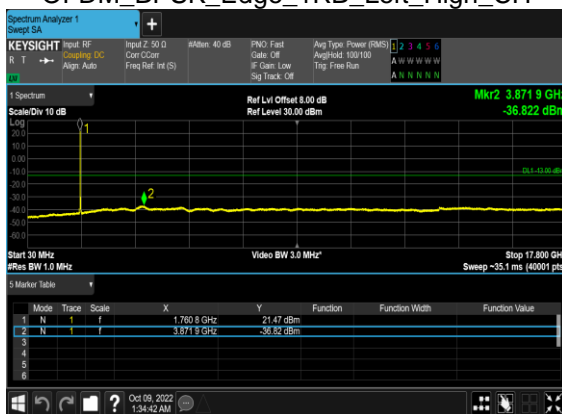 Spectrum Analyzer 1
Swept SA
KEYSIGHT
R T
Input: RF
Coupling: DC
Align: Auto
Input Z: 50 Ω
Corr CCorr
Freq Ref: Int (S)
#Atten: 40 dB
PNO: Fast
Gate: Off
IF Gain: Low
Sig Track: Off
Avg Type: Power (RMS)
Avg|Hold: 100/100
Trig: Free Run
1 2 3 4 5 6
A W W W W W
A N N N N N
1 Spectrum
Scale/Div 10 dB
Ref Lvl Offset 8.00 dB
Ref Level 30.00 dBm
Mkr2 3.871 9 GHz
-36.822 dBm
Log
20.0
10.0
0.00
-10.0
-20.0
-30.0
-40.0
-50.0
-60.0
1
2
DL1 -13.00 dBm
Start 30 MHz
#Res BW 1.0 MHz
Video BW 3.0 MHz*
Stop 17.800 GHz
Sweep ~35.1 ms (40001 pts)
5 Marker Table
Mode Trace Scale X Y Function Function Width Function Value
1 N 1 f 1.760 8 GHz 21.47 dBm
2 N 1 f 3.871 9 GHz -36.82 dBm
3
4
5
6
?
Oct 09, 2022
1:34:42 AM